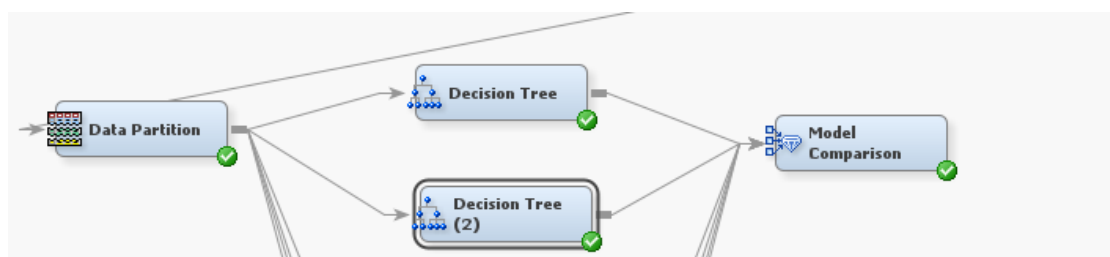 Decision Tree
Data Partition
Model
Comparison
Decision Tree
(2)